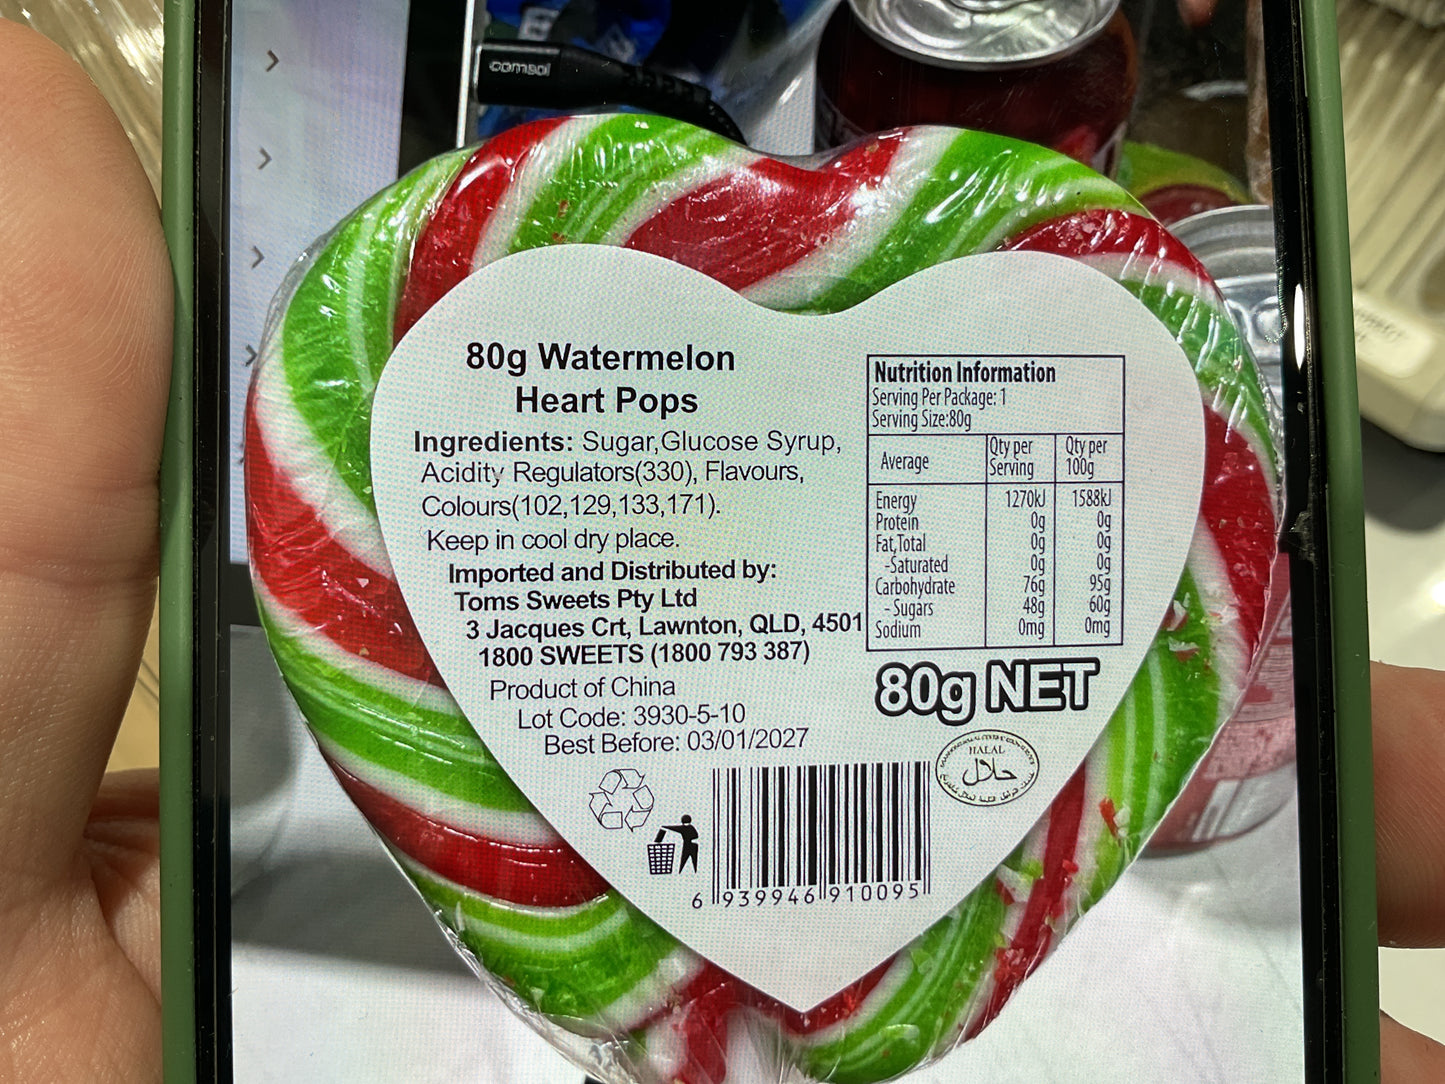 comsol
80g Watermelon
Heart Pops
Ingredients: Sugar,Glucose Syrup,
Acidity Regulators(330), Flavours,
Colours(102,129,133,171).
Keep in cool dry place.
Imported and Distributed by:
Toms Sweets Pty Ltd
3 Jacques Crt, Lawnton, QLD, 4501
1800 SWEETS (1800 793 387)
Product of China
Lot Code: 3930-5-10
Best Before: 03/01/2027
Nutrition Information
Serving Per Package: 1
Serving Size:80g
Average Qty per Serving Qty per 100g
Energy 1270kJ 1588kJ
Protein 0g 0g
Fat,Total 0g 0g
-Saturated 0g 0g
Carbohydrate 76g 95g
- Sugars 48g 60g
Sodium 0mg 0mg
80g NET
HALAL
حلال
6 939946 910095